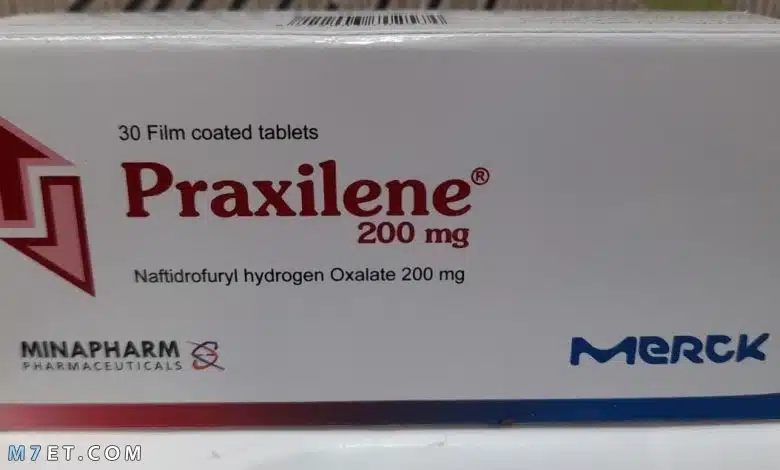 30 Film coated tablets
Praxilene®
200 mg
Naftidrofuryl hydrogen Oxalate 200 mg
MINAPHARM
PHARMACEUTICALS
MERCK
M7ET.COM